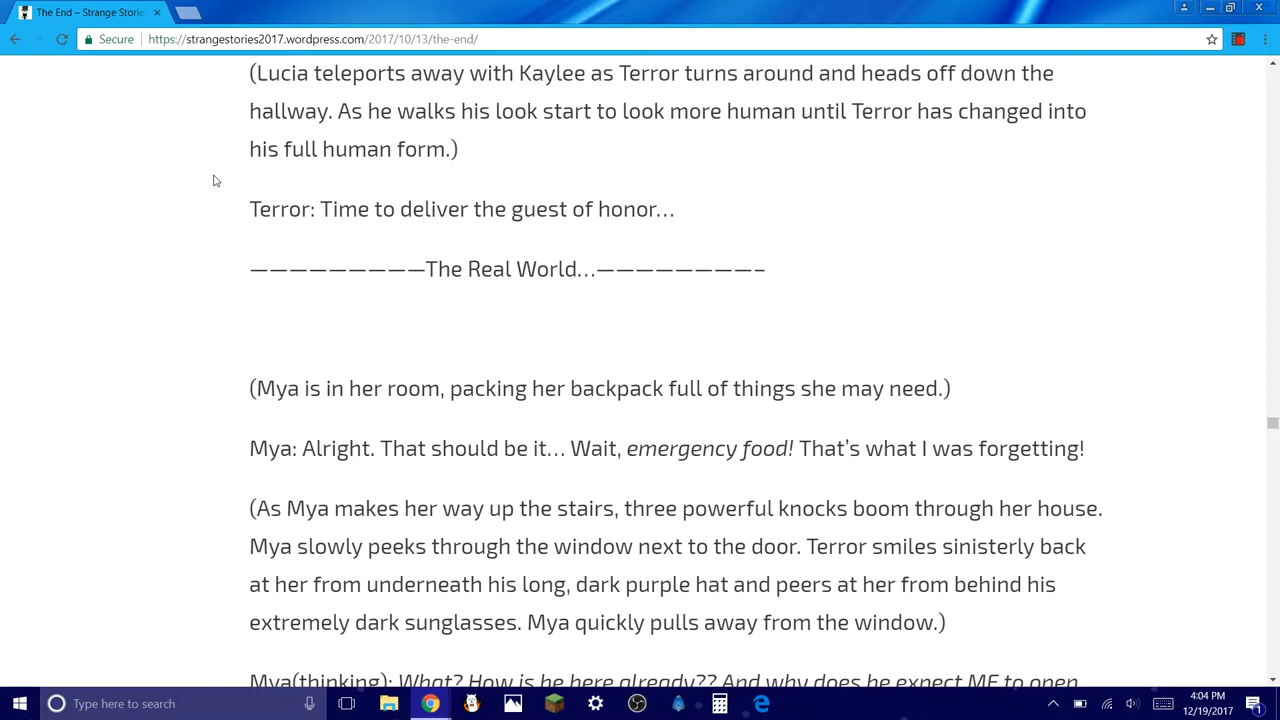 The End – Strange Storie
Secure
https://strangestories2017.wordpress.com/2017/10/13/the-end/
(Lucia teleports away with Kaylee as Terror turns around and heads off down the
hallway. As he walks his look start to look more human until Terror has changed into
his full human form.)
Terror: Time to deliver the guest of honor…
—————————The Real World…————————–
(Mya is in her room, packing her backpack full of things she may need.)
Mya: Alright. That should be it… Wait, emergency food! That’s what I was forgetting!
(As Mya makes her way up the stairs, three powerful knocks boom through her house.
Mya slowly peeks through the window next to the door. Terror smiles sinisterly back
at her from underneath his long, dark purple hat and peers at her from behind his
extremely dark sunglasses. Mya quickly pulls away from the window.)
Mya(thinking): What? How is he here already?? And why does he expect ME to open
Type here to search
4:04 PM
12/19/2017
1